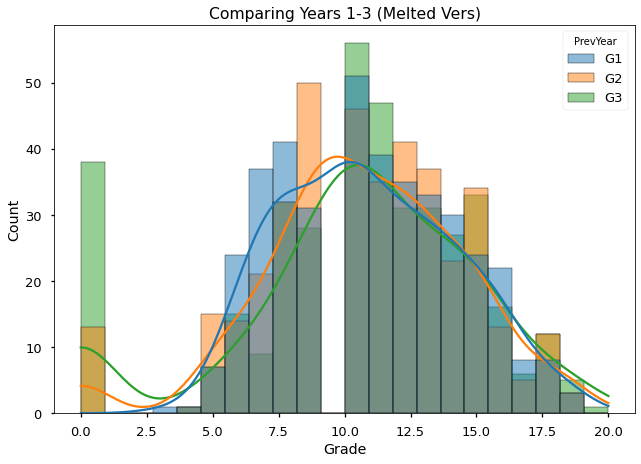 Comparing Years 1-3 (Melted Vers)
PrevYear
G1
G2
G3
Count
50
40
30
20
10
0
0.0 2.5 5.0 7.5 10.0 12.5 15.0 17.5 20.0
Grade